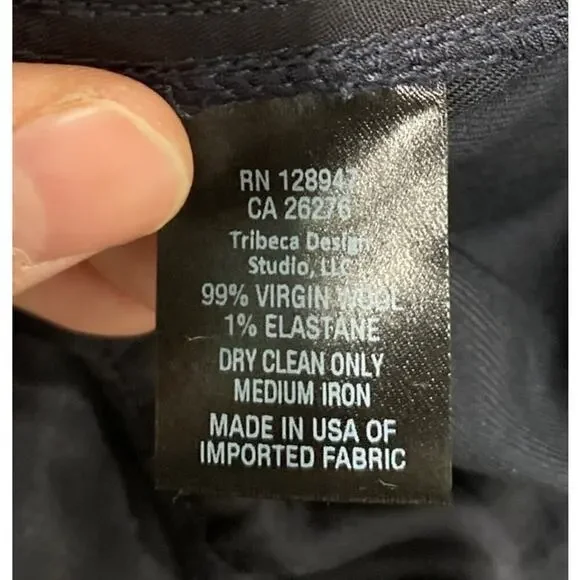 RN 128947
CA 26276
Tribeca Design
Studio, LLC
99% VIRGIN WOOL
1% ELASTANE
DRY CLEAN ONLY
MEDIUM IRON
MADE IN USA OF
IMPORTED FABRIC